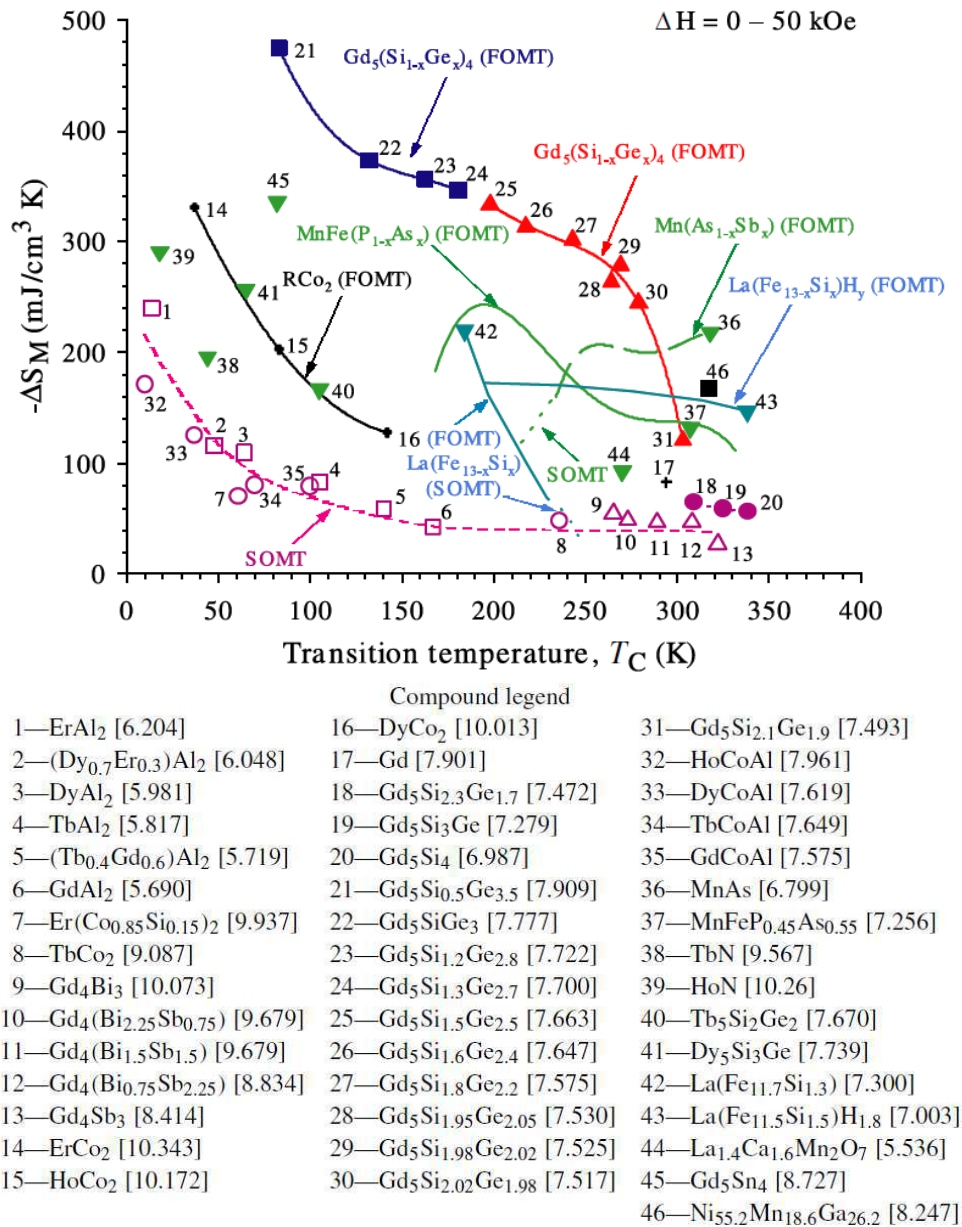 500
ΔH = 0 – 50 kOe
21
Gd₅(Si₁₋ₓGeₓ)₄ (FOMT)
400
22
23
24
Gd₅(Si₁₋ₓGeₓ)₄ (FOMT)
45
25
14
26
27
MnFe(P₁₋ₓAsₓ) (FOMT)
Mn(As₁₋ₓSbₓ) (FOMT)
300
39
29
RCo₂ (FOMT)
28
30
La(Fe₁₃₋ₓSiₓ)Hᵧ (FOMT)
41
1
42
36
-ΔS_M (mJ/cm³ K)
200
15
38
46
40
43
32
37
2
3
16
(FOMT)
31
33
La(Fe₁₃₋ₓSiₓ)
44
17
100
35
4
(SOMT)
SOMT
18
19
20
7
34
5
6
9
SOMT
8
10
11
12
13
0
0 50 100 150 200 250 300 350 400
Transition temperature, T_C (K)
Compound legend
1—ErAl₂ [6.204]
2—(Dy₀.₇Er₀.₃)Al₂ [6.048]
3—DyAl₂ [5.981]
4—TbAl₂ [5.817]
5—(Tb₀.₄Gd₀.₆)Al₂ [5.719]
6—GdAl₂ [5.690]
7—Er(Co₀.₈₅Si₀.₁₅)₂ [9.937]
8—TbCo₂ [9.087]
9—Gd₄Bi₃ [10.073]
10—Gd₄(Bi₂.₂₅Sb₀.₇₅) [9.679]
11—Gd₄(Bi₁.₅Sb₁.₅) [9.679]
12—Gd₄(Bi₀.₇₅Sb₂.₂₅) [8.834]
13—Gd₄Sb₃ [8.414]
14—ErCo₂ [10.343]
15—HoCo₂ [10.172]
16—DyCo₂ [10.013]
17—Gd [7.901]
18—Gd₅Si₂.₃Ge₁.₇ [7.472]
19—Gd₅Si₃Ge [7.279]
20—Gd₅Si₄ [6.987]
21—Gd₅Si₀.₅Ge₃.₅ [7.909]
22—Gd₅SiGe₃ [7.777]
23—Gd₅Si₁.₂Ge₂.₈ [7.722]
24—Gd₅Si₁.₃Ge₂.₇ [7.700]
25—Gd₅Si₁.₅Ge₂.₅ [7.663]
26—Gd₅Si₁.₆Ge₂.₄ [7.647]
27—Gd₅Si₁.₈Ge₂.₂ [7.575]
28—Gd₅Si₁.₉₅Ge₂.₀₅ [7.530]
29—Gd₅Si₁.₉₈Ge₂.₀₂ [7.525]
30—Gd₅Si₂.₀₂Ge₁.₉₈ [7.517]
31—Gd₅Si₂.₁Ge₁.₉ [7.493]
32—HoCoAl [7.961]
33—DyCoAl [7.619]
34—TbCoAl [7.649]
35—GdCoAl [7.575]
36—MnAs [6.799]
37—MnFeP₀.₄₅As₀.₅₅ [7.256]
38—TbN [9.567]
39—HoN [10.26]
40—Tb₅Si₂Ge₂ [7.670]
41—Dy₅Si₃Ge [7.739]
42—La(Fe₁₁.₇Si₁.₃) [7.300]
43—La(Fe₁₁.₅Si₁.₅)H₁.₈ [7.003]
44—La₁.₄Ca₁.₆Mn₂O₇ [5.536]
45—Gd₅Sn₄ [8.727]
46—Ni₅₅.₂Mn₁₈.₆Ga₂₆.₂ [8.247]